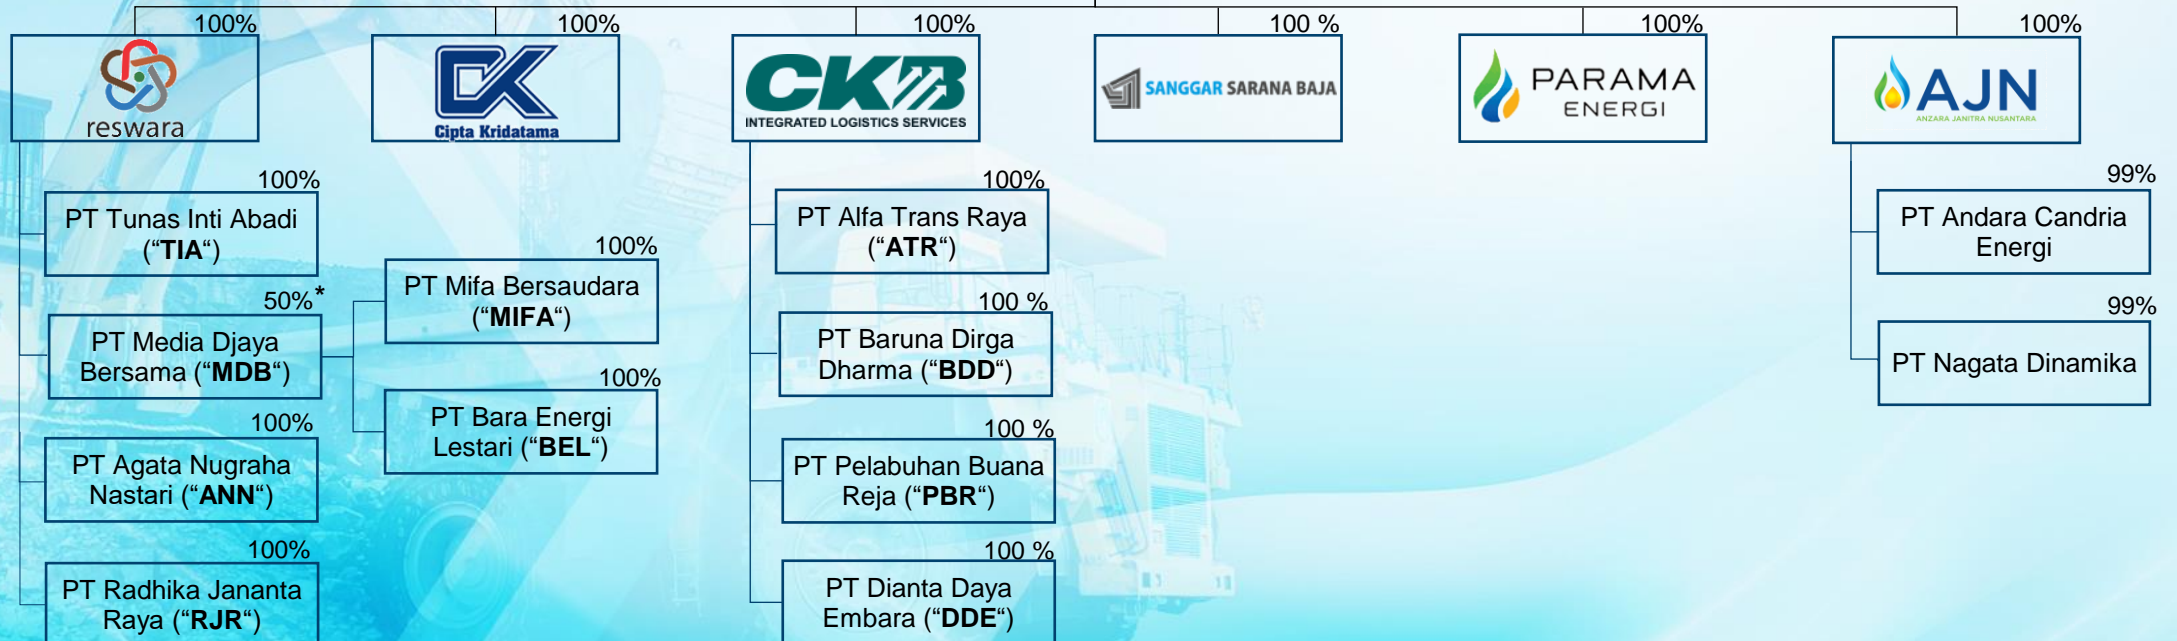 100%
100%
100%
100 %
100%
100%
reswara
CK
Cipta Kridatama
CKB
INTEGRATED LOGISTICS SERVICES
SANGGAR SARANA BAJA
PARAMA
ENERGI
AJN
ANZARA JANITRA NUSANTARA
100%
PT Tunas Inti Abadi
(“TIA“)
50%*
PT Media Djaya
Bersama (“MDB“)
100%
PT Agata Nugraha
Nastari (“ANN“)
100%
PT Radhika Jananta
Raya (“RJR“)
100%
PT Mifa Bersaudara
(“MIFA“)
100%
PT Bara Energi
Lestari (“BEL“)
100%
PT Alfa Trans Raya
(“ATR“)
100 %
PT Baruna Dirga
Dharma (“BDD“)
100 %
PT Pelabuhan Buana
Reja (“PBR“)
100 %
PT Dianta Daya
Embara (“DDE“)
99%
PT Andara Candria
Energi
99%
PT Nagata Dinamika